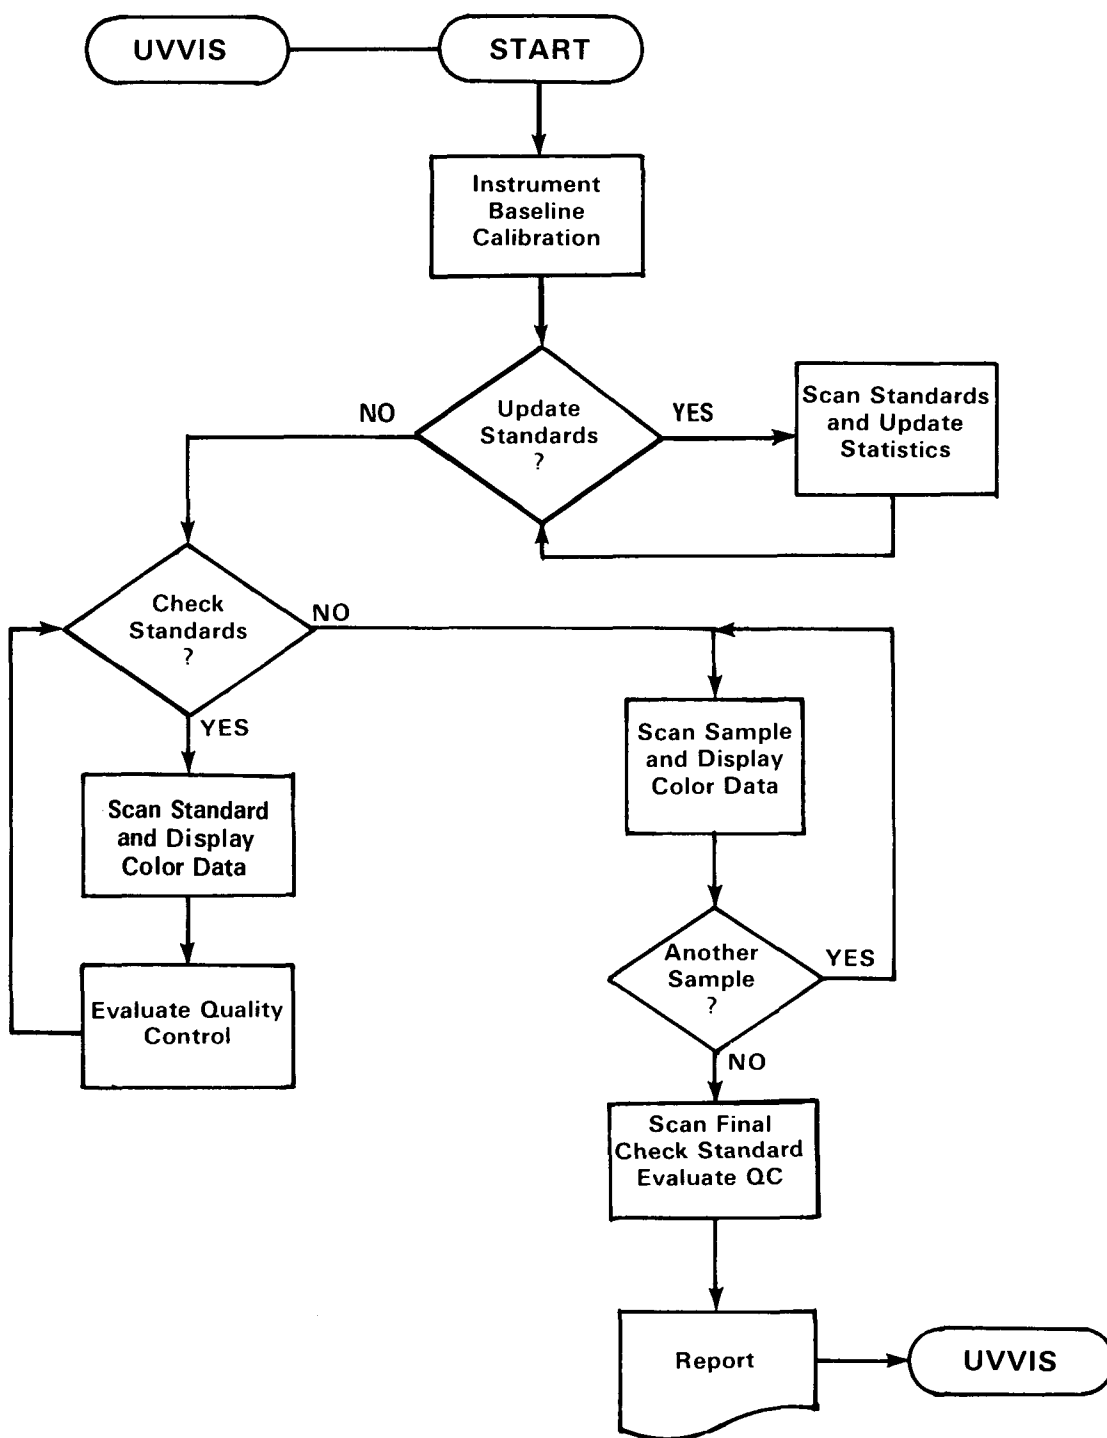 UVVIS
START
Instrument
Baseline
Calibration
NO
Update
Standards
?
YES
Scan Standards
and Update
Statistics
Check
Standards
?
NO
YES
Scan Standard
and Display
Color Data
Evaluate Quality
Control
Scan Sample
and Display
Color Data
Another
Sample
?
YES
NO
Scan Final
Check Standard
Evaluate QC
Report
UVVIS